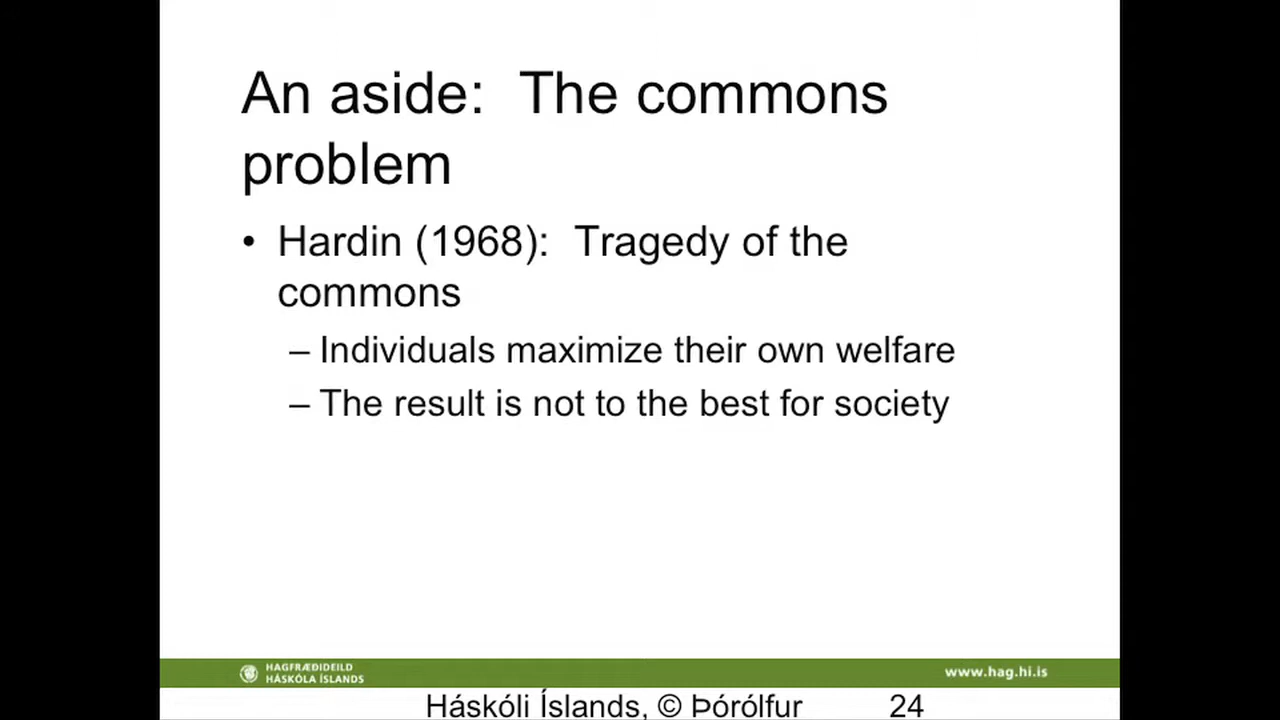 An aside:  The commons
problem
• Hardin (1968):  Tragedy of the
commons
– Individuals maximize their own welfare
– The result is not to the best for society
HAGFRÆÐIDEILD
HÁSKÓLA ÍSLANDS
www.hag.hi.is
Háskóli Íslands, © Þórólfur
24